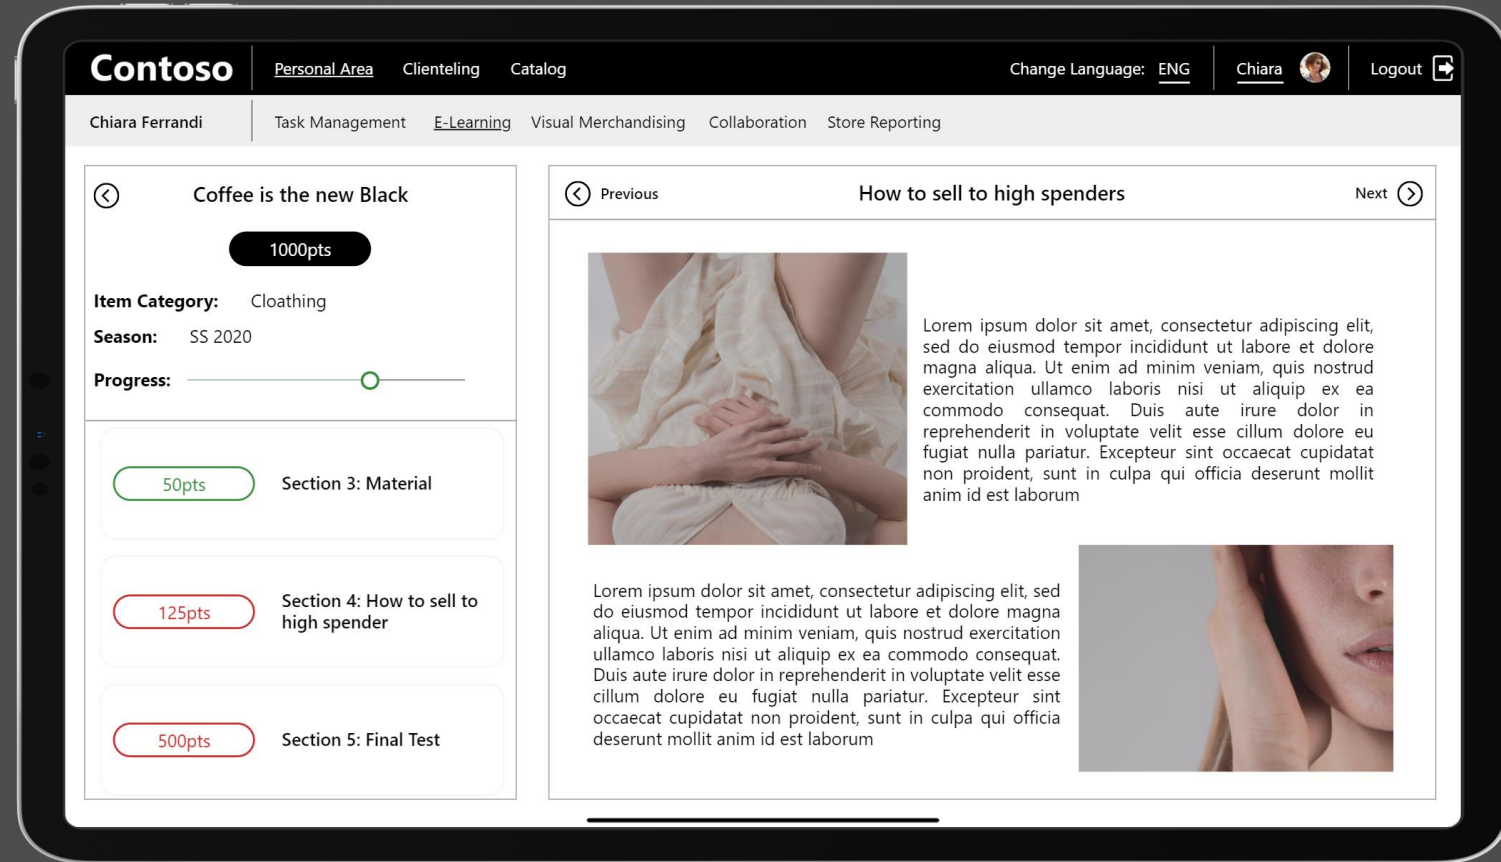 Contoso
Personal Area
Clienteling
Catalog
Change Language: ENG
Chiara
Logout
Chiara Ferrandi
Task Management
E-Learning
Visual Merchandising
Collaboration
Store Reporting
Coffee is the new Black
1000pts
Item Category: Cloathing
Season: SS 2020
Progress:
50pts
Section 3: Material
125pts
Section 4: How to sell to
high spender
500pts
Section 5: Final Test
Previous
How to sell to high spenders
Next
Lorem ipsum dolor sit amet, consectetur adipiscing elit,
sed do eiusmod tempor incididunt ut labore et dolore
magna aliqua. Ut enim ad minim veniam, quis nostrud
exercitation ullamco laboris nisi ut aliquip ex ea
commodo consequat. Duis aute irure dolor in
reprehenderit in voluptate velit esse cillum dolore eu
fugiat nulla pariatur. Excepteur sint occaecat cupidatat
non proident, sunt in culpa qui officia deserunt mollit
anim id est laborum
Lorem ipsum dolor sit amet, consectetur adipiscing elit, sed
do eiusmod tempor incididunt ut labore et dolore magna
aliqua. Ut enim ad minim veniam, quis nostrud exercitation
ullamco laboris nisi ut aliquip ex ea commodo consequat.
Duis aute irure dolor in reprehenderit in voluptate velit esse
cillum dolore eu fugiat nulla pariatur. Excepteur sint
occaecat cupidatat non proident, sunt in culpa qui officia
deserunt mollit anim id est laborum